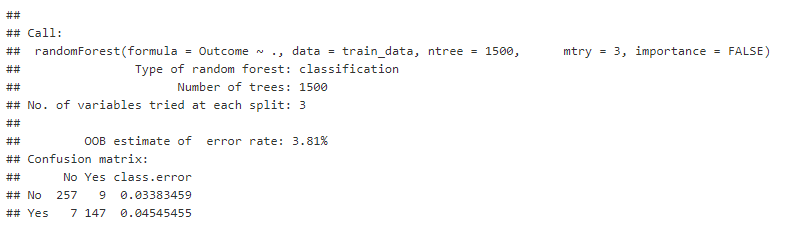 ##
## Call:
##  randomForest(formula = Outcome ~ ., data = train_data, ntree = 1500,      mtry = 3, importance = FALSE)
##                Type of random forest: classification
##                      Number of trees: 1500
## No. of variables tried at each split: 3
##
##         OOB estimate of  error rate: 3.81%
## Confusion matrix:
##      No Yes class.error
## No  257   9  0.03383459
## Yes   7 147  0.04545455